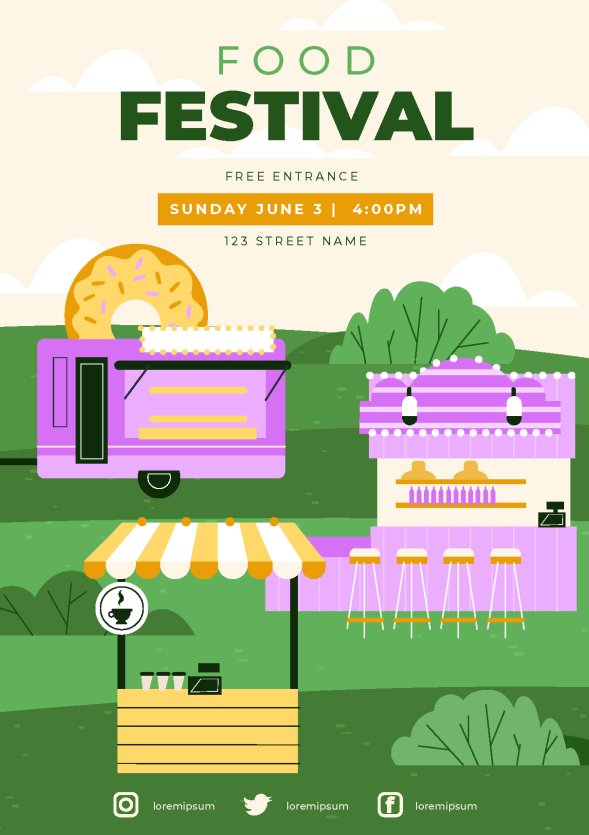 FOOD
FESTIVAL
FREE ENTRANCE
SUNDAY JUNE 3 | 4:00PM
123 STREET NAME
loremipsum loremipsum loremipsum